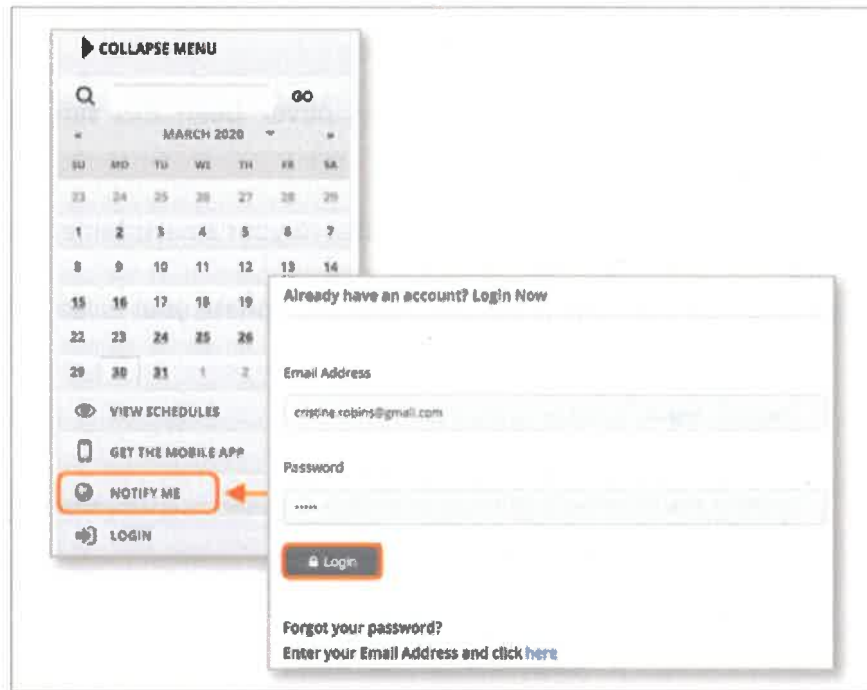 COLLAPSE MENU
GO
« MARCH 2020 »
SU MO TU WE TH FR SA
23 24 25 26 27 28 29
1 2 3 4 5 6 7
8 9 10 11 12 13 14
15 16 17 18 19
22 23 24 25 26
29 30 31 1 2
VIEW SCHEDULES
GET THE MOBILE APP
NOTIFY ME
LOGIN
Already have an account? Login Now
Email Address
cristine.robins@gmail.com
Password
*****
Login
Forgot your password?
Enter your Email Address and click here